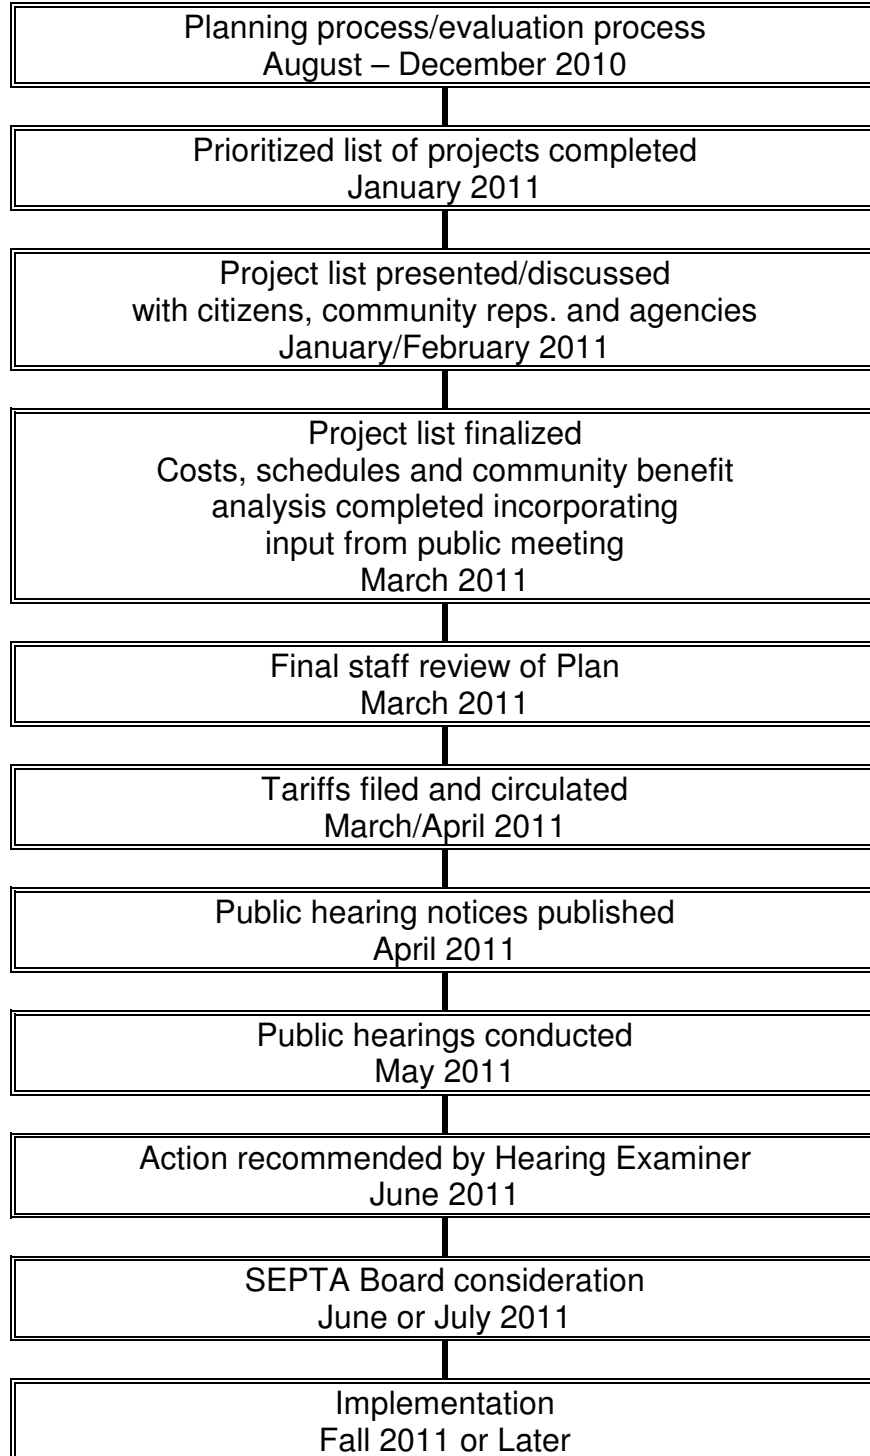 Planning process/evaluation process
August – December 2010
Prioritized list of projects completed
January 2011
Project list presented/discussed
with citizens, community reps. and agencies
January/February 2011
Project list finalized
Costs, schedules and community benefit
analysis completed incorporating
input from public meeting
March 2011
Final staff review of Plan
March 2011
Tariffs filed and circulated
March/April 2011
Public hearing notices published
April 2011
Public hearings conducted
May 2011
Action recommended by Hearing Examiner
June 2011
SEPTA Board consideration
June or July 2011
Implementation
Fall 2011 or Later